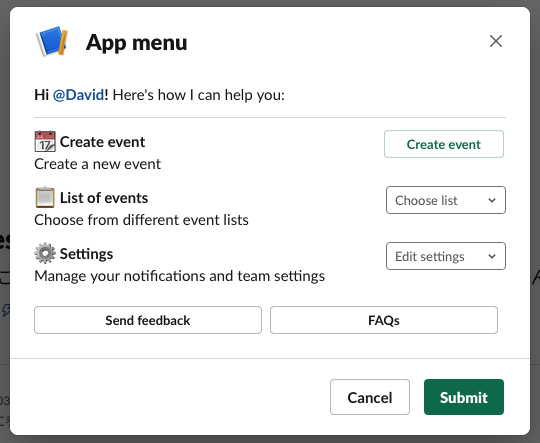 App menu
Hi @David! Here's how I can help you:
17
Create event
Create event
Create a new event
List of events
Choose list
Choose from different event lists
Settings
Edit settings
Manage your notifications and team settings
Send feedback
FAQs
Cancel
Submit